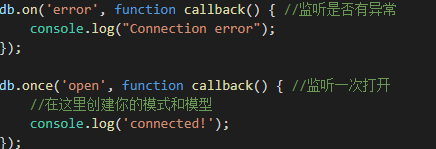 db.on('error', function callback() { //监听是否有异常
    console.log("Connection error");
});

db.once('open', function callback() { //监听一次打开
    //在这里创建你的模式和模型
    console.log('connected!');
});